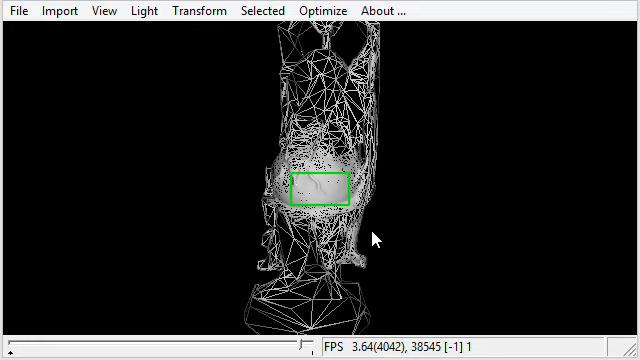 File Import View Light Transform Selected Optimize About ...
FPS 3.64(4042), 38545 [-1] 1